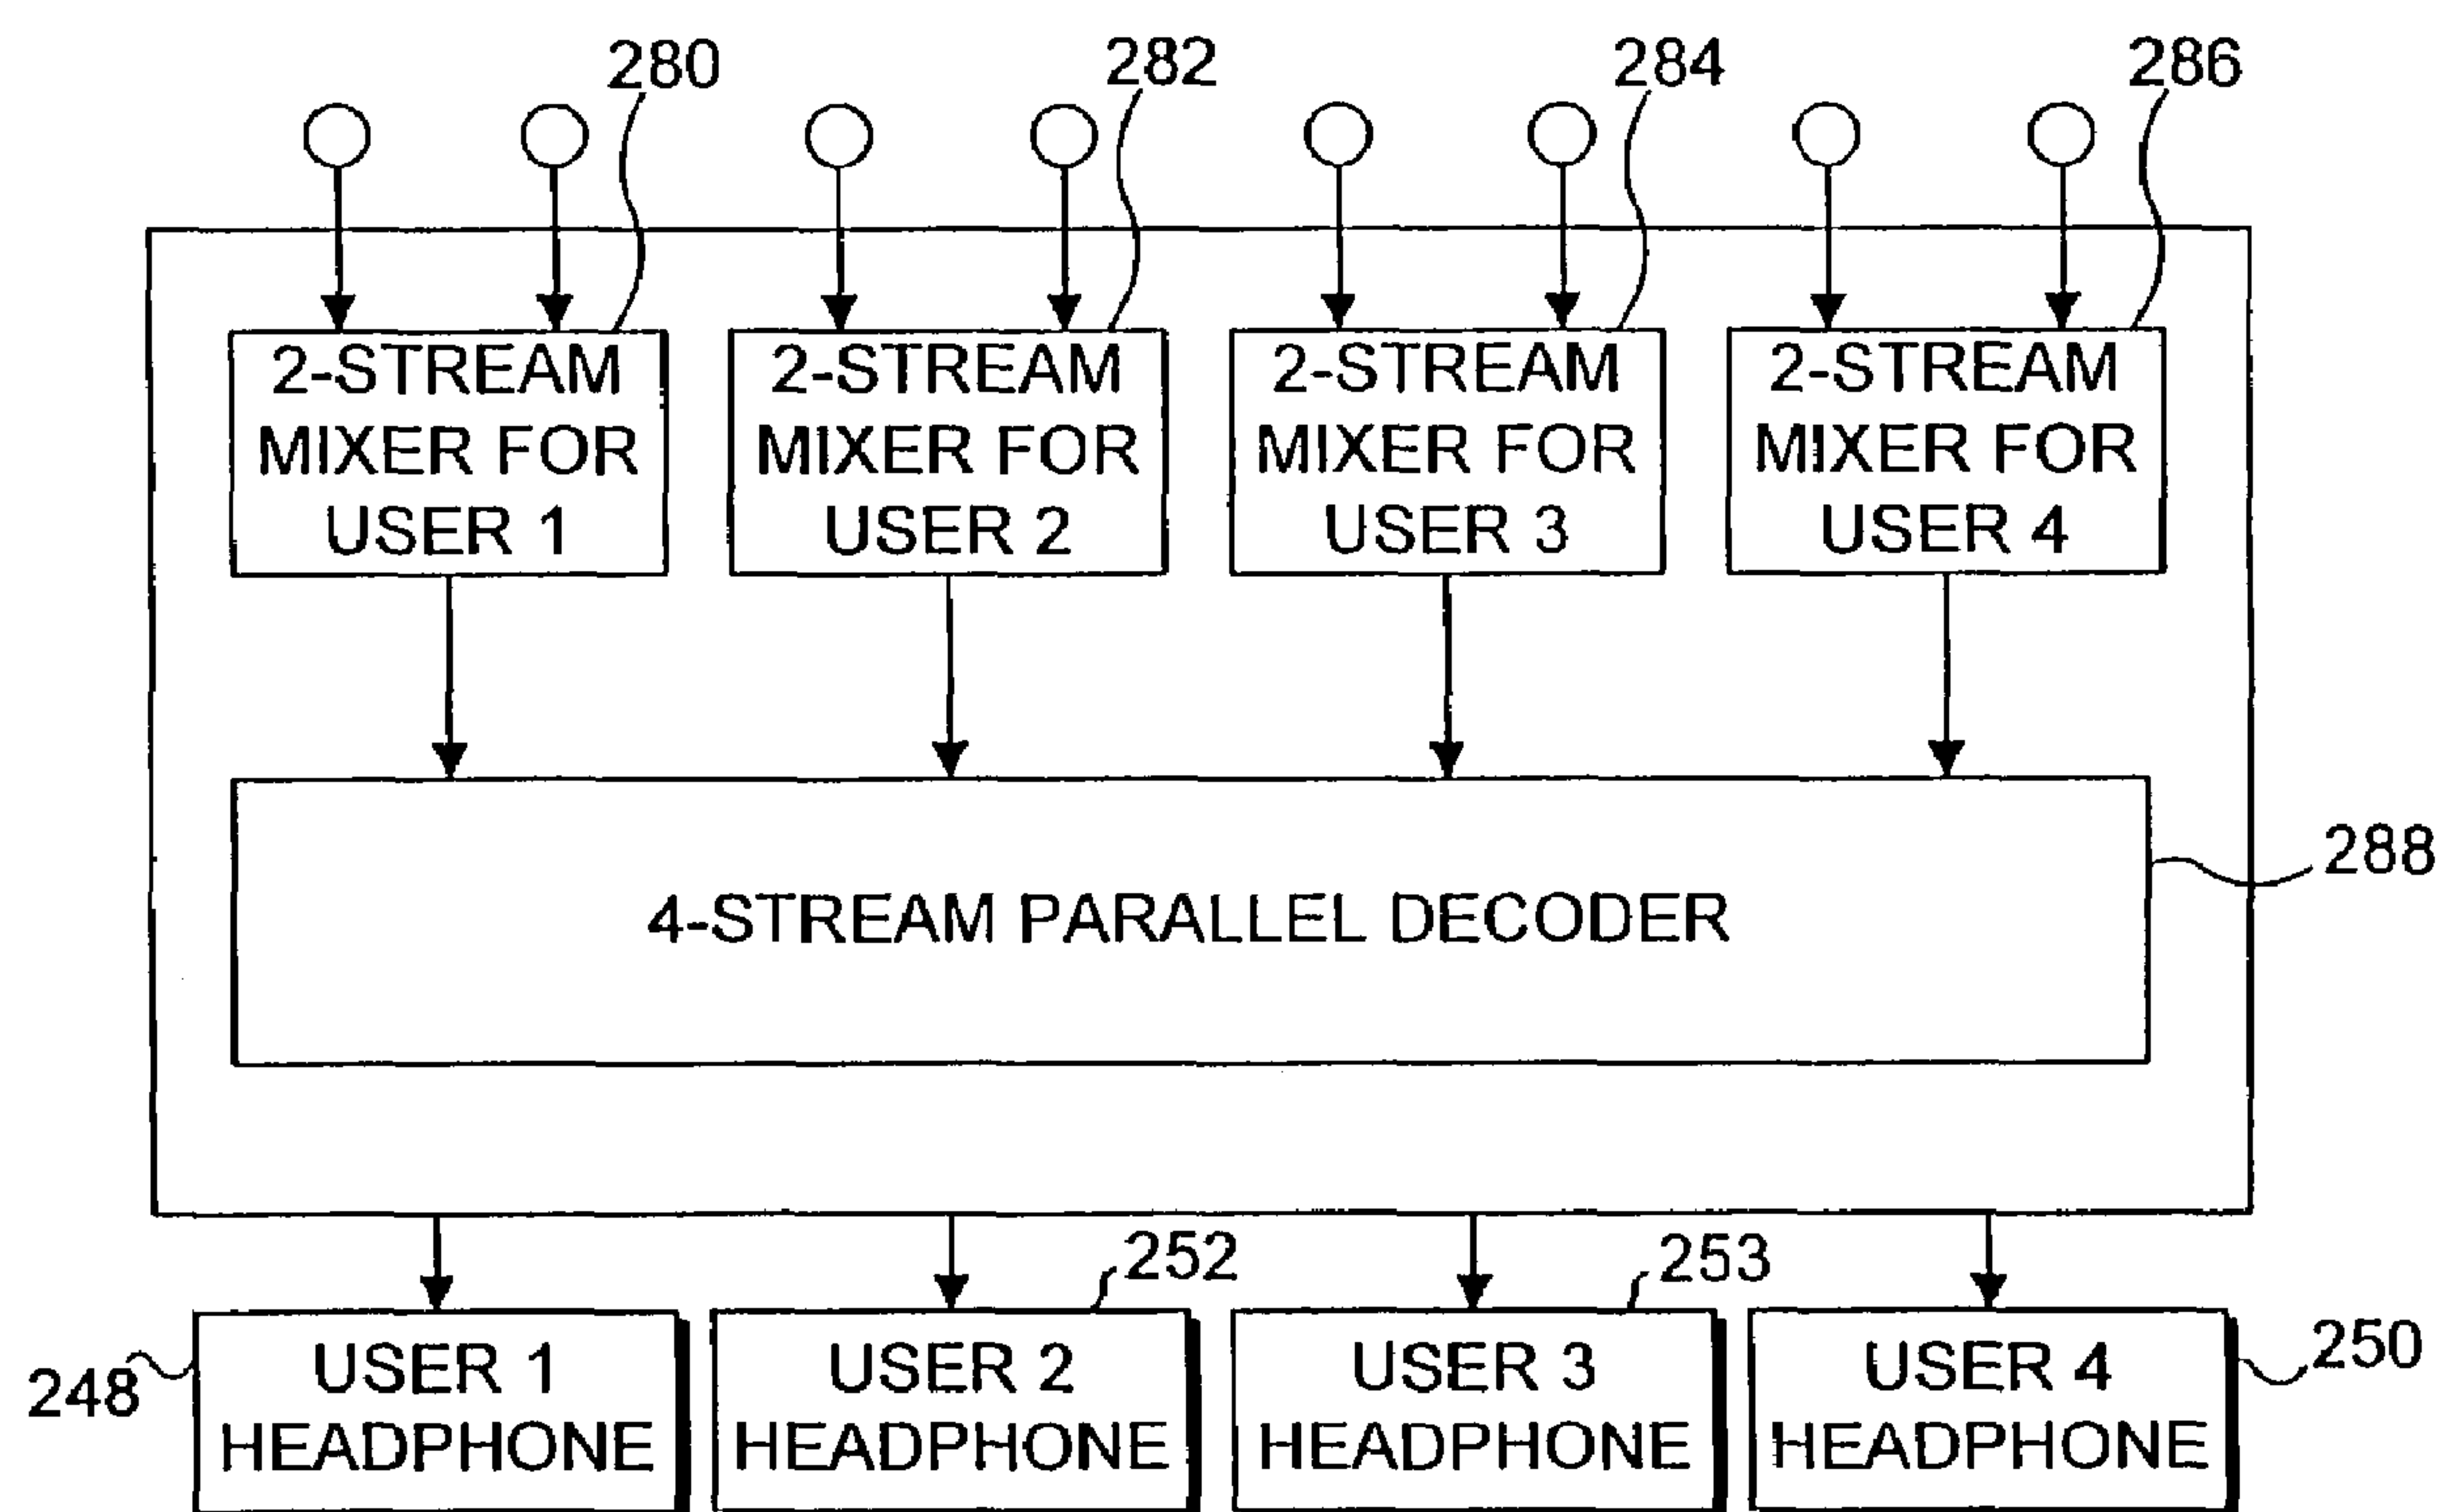 280
282
284
286
2-STREAM
MIXER FOR
USER 1
2-STREAM
MIXER FOR
USER 2
2-STREAM
MIXER FOR
USER 3
2-STREAM
MIXER FOR
USER 4
4-STREAM PARALLEL DECODER
288
252
253
248
USER 1
HEADPHONE
USER 2
HEADPHONE
USER 3
HEADPHONE
USER 4
HEADPHONE
250